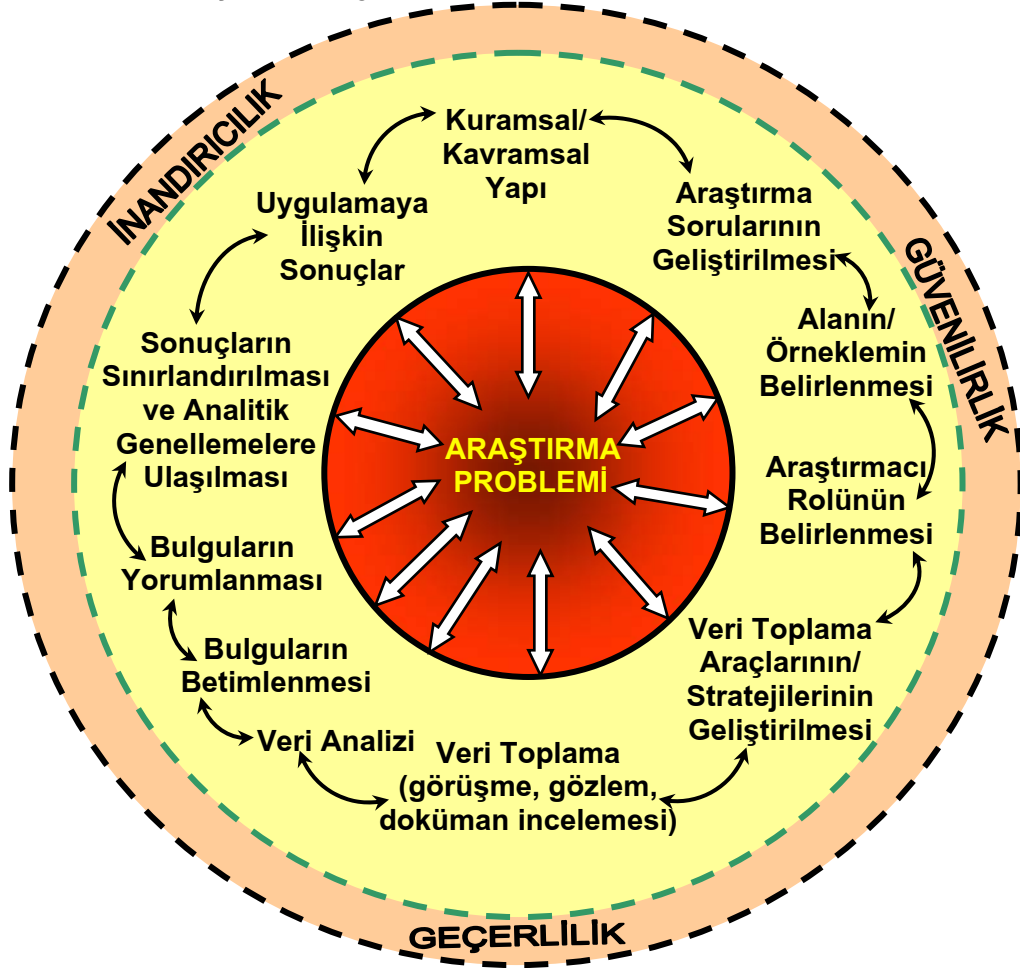 Kuramsal/
Kavramsal
Yapı
Araştırma
Sorularının
Geliştirilmesi
Alanın/
Örneklemin
Belirlenmesi
Araştırmacı
Rolünün
Belirlenmesi
Veri Toplama
Araçlarının/
Stratejilerinin
Geliştirilmesi
Veri Toplama
(görüşme, gözlem,
doküman incelemesi)
Veri Analizi
Bulguların
Betimlenmesi
Bulguların
Yorumlanması
Sonuçların
Sınırlandırılması
ve Analitik
Genellemelere
Ulaşılması
Uygulamaya
İlişkin
Sonuçlar
ARAŞTIRMA
PROBLEMİ
İNANDIRICILIK
GÜVENİLİRLİK
GEÇERLİLİK